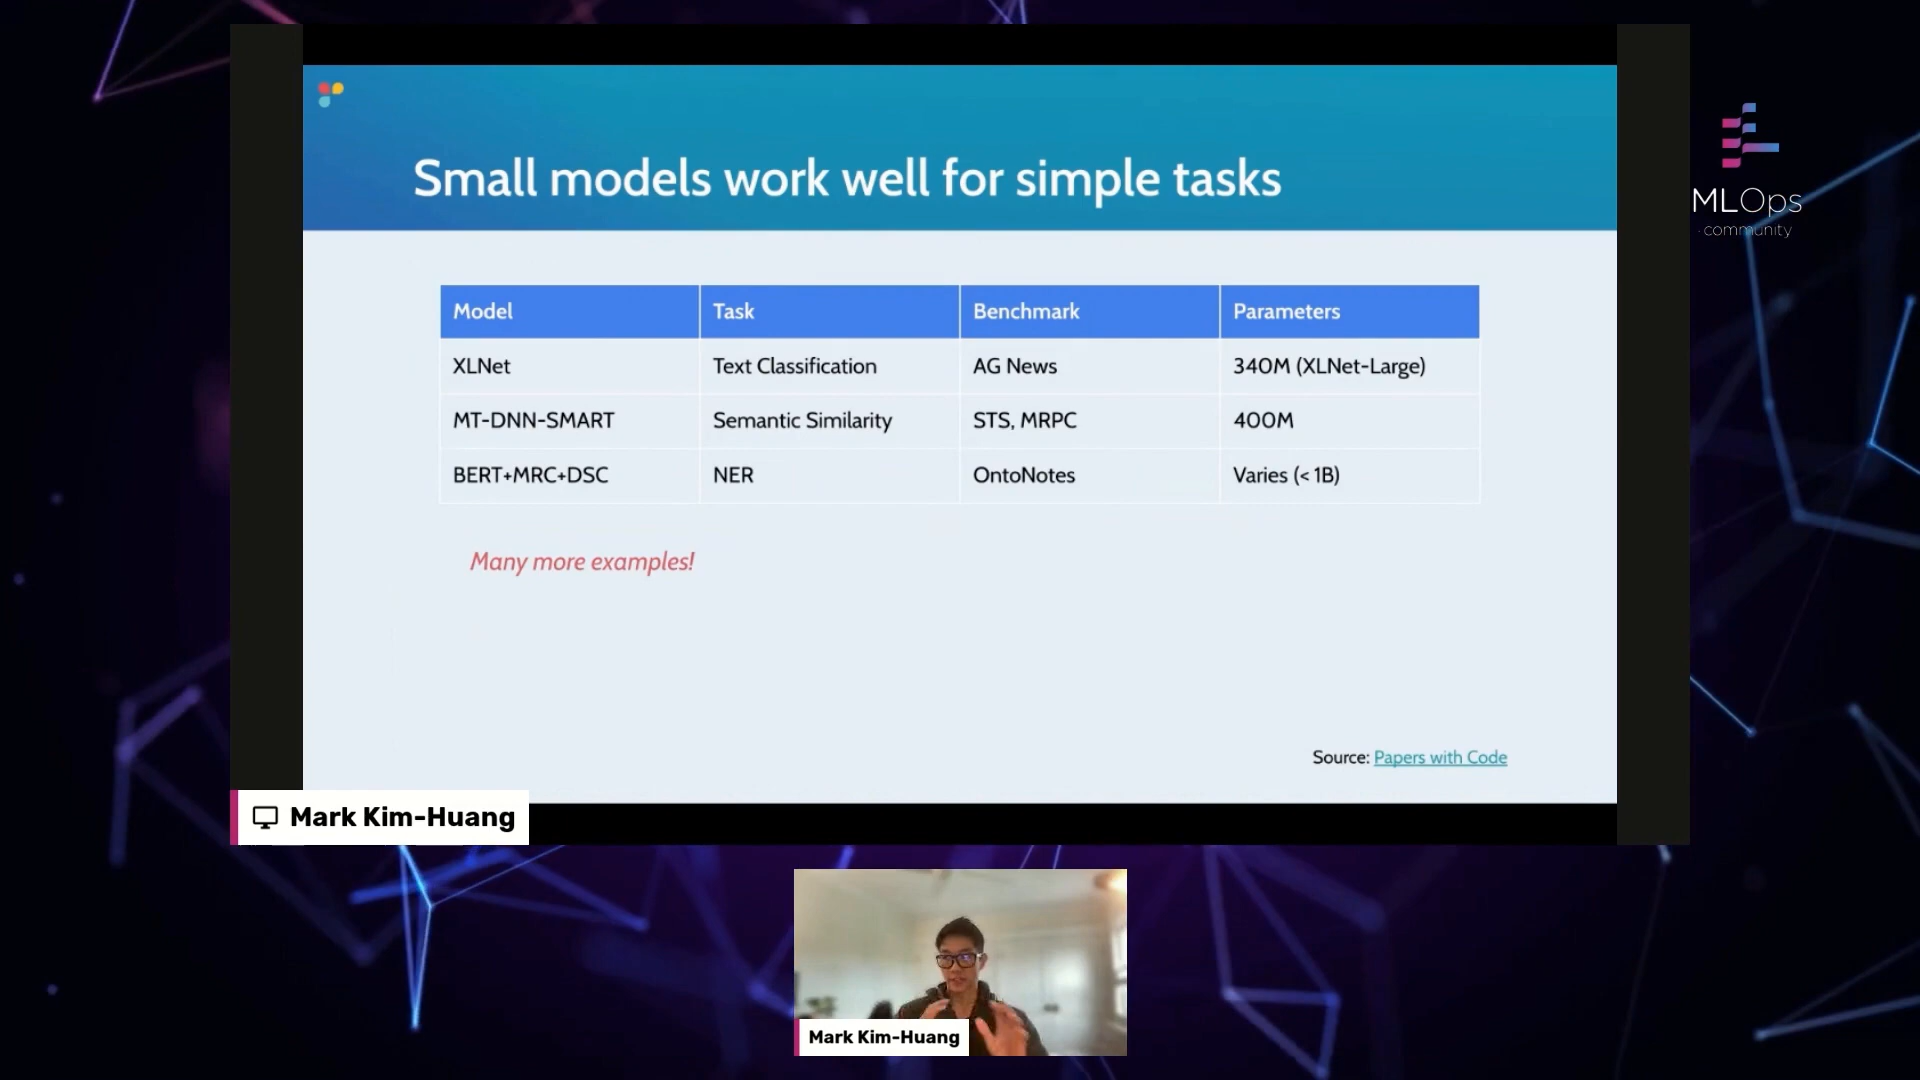 Small models work well for simple tasks
Model Task Benchmark Parameters
XLNet Text Classification AG News 340M (XLNet-Large)
MT-DNN-SMART Semantic Similarity STS, MRPC 400M
BERT+MRC+DSC NER OntoNotes Varies (< 1B)
Many more examples!
Source: Papers with Code
MLOps
community
Mark Kim-Huang
Mark Kim-Huang